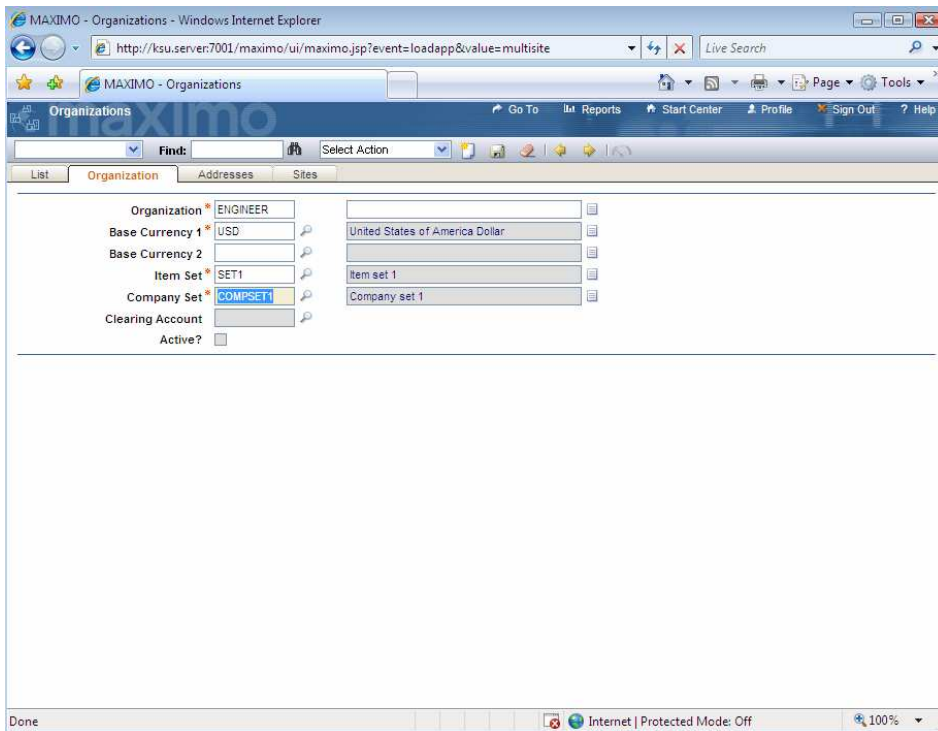 MAXIMO - Organizations - Windows Internet Explorer
http://ksu.server:7001/maximo/ui/maximo.jsp?event=loadapp&value=multisite Live Search
MAXIMO - Organizations Page Tools
Organizations maximo Go To Reports Start Center Profile Sign Out ? Help
Find: Select Action
List Organization Addresses Sites
Organization * ENGINEER
Base Currency 1 * USD United States of America Dollar
Base Currency 2
Item Set * SET1 Item set 1
Company Set * COMPSET1 Company set 1
Clearing Account
Active?
Done Internet | Protected Mode: Off 100%